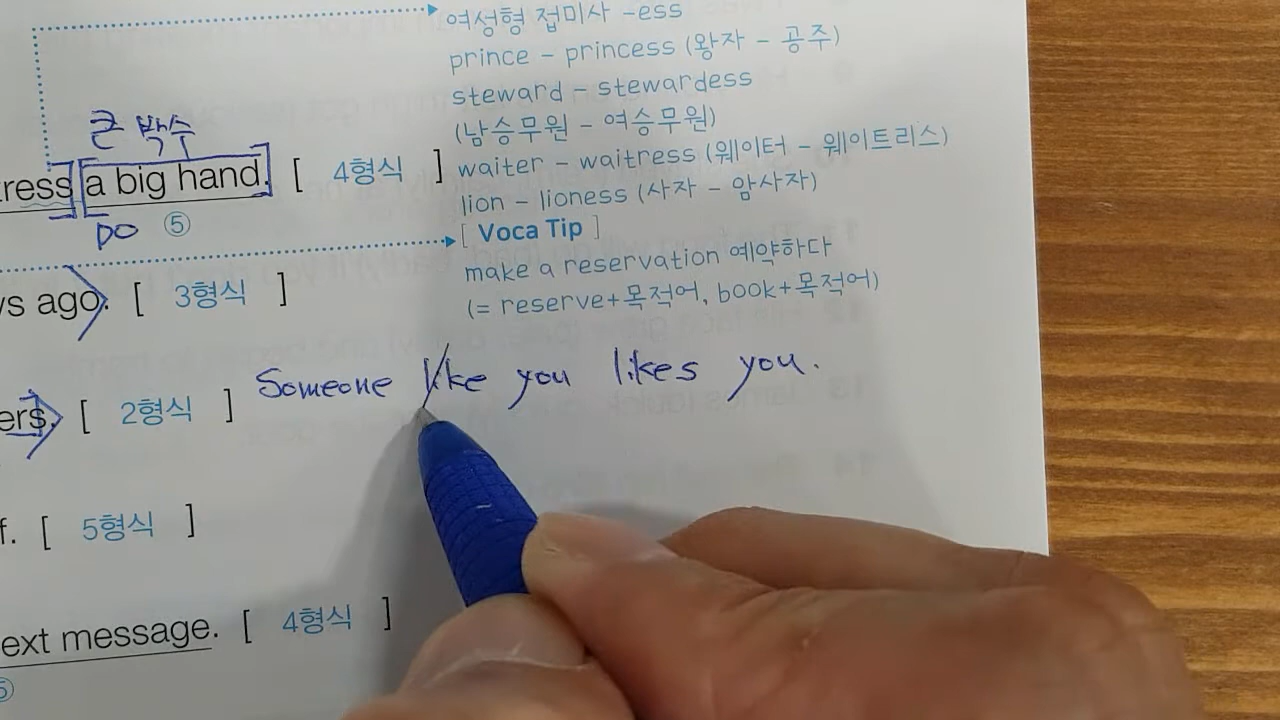 여성형 접미사 -ess
prince – princess (왕자 – 공주)
steward – stewardess
(남승무원 – 여승무원)
waiter – waitress (웨이터 – 웨이트리스)
lion – lioness (사자 – 암사자)
큰 박수
ress a big hand. [ 4형식 ]
DO ⑤
[ Voca Tip ]
make a reservation 예약하다
(= reserve+목적어, book+목적어)
ys ago. [ 3형식 ]
Someone like you likes you.
ers. [ 2형식 ]
f. [ 5형식 ]
ext message. [ 4형식 ]
⑤